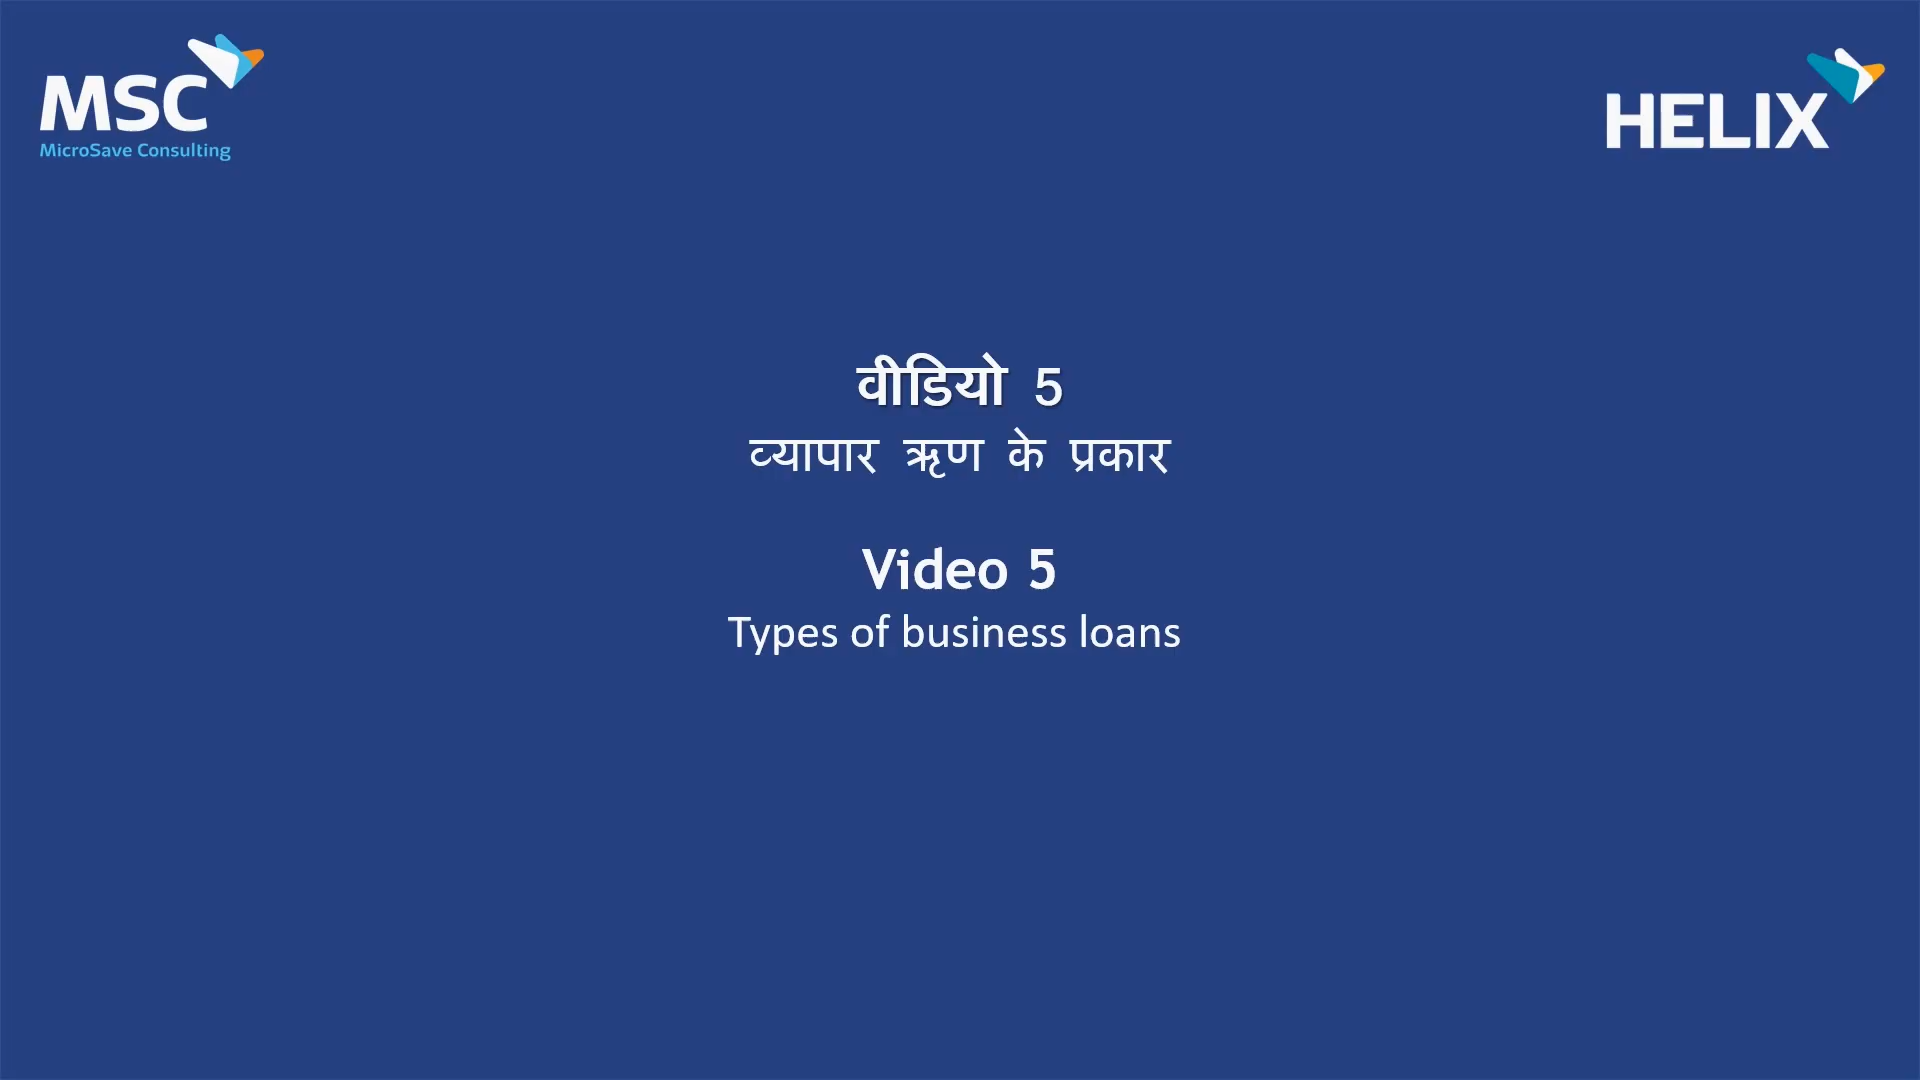 MSC
MicroSave Consulting
HELIX
वीडियो 5
व्यापार ऋण के प्रकार
Video 5
Types of business loans